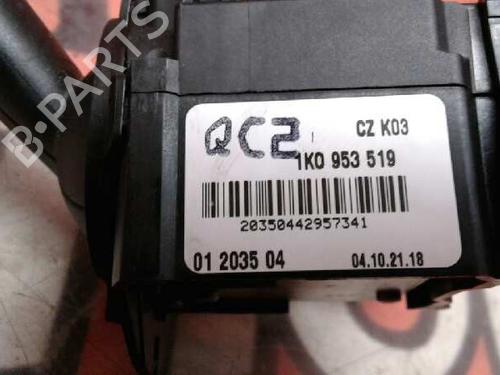 B-PARTS
QC2
CZ K03
1K0 953 519
20350442957341
01 2035 04
04.10.21.18